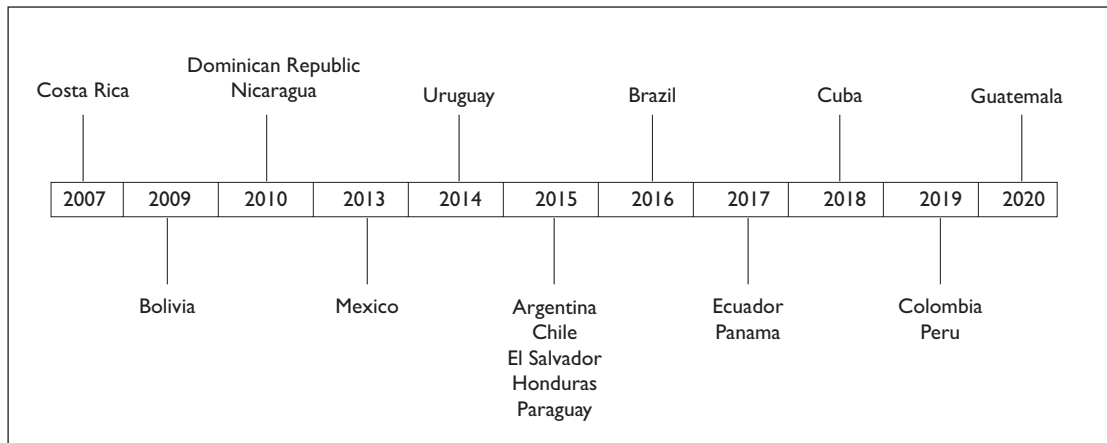 Costa Rica
Dominican Republic
Nicaragua
Uruguay
Brazil
Cuba
Guatemala
2007 2009 2010 2013 2014 2015 2016 2017 2018 2019 2020
Bolivia
Mexico
Argentina
Chile
El Salvador
Honduras
Paraguay
Ecuador
Panama
Colombia
Peru